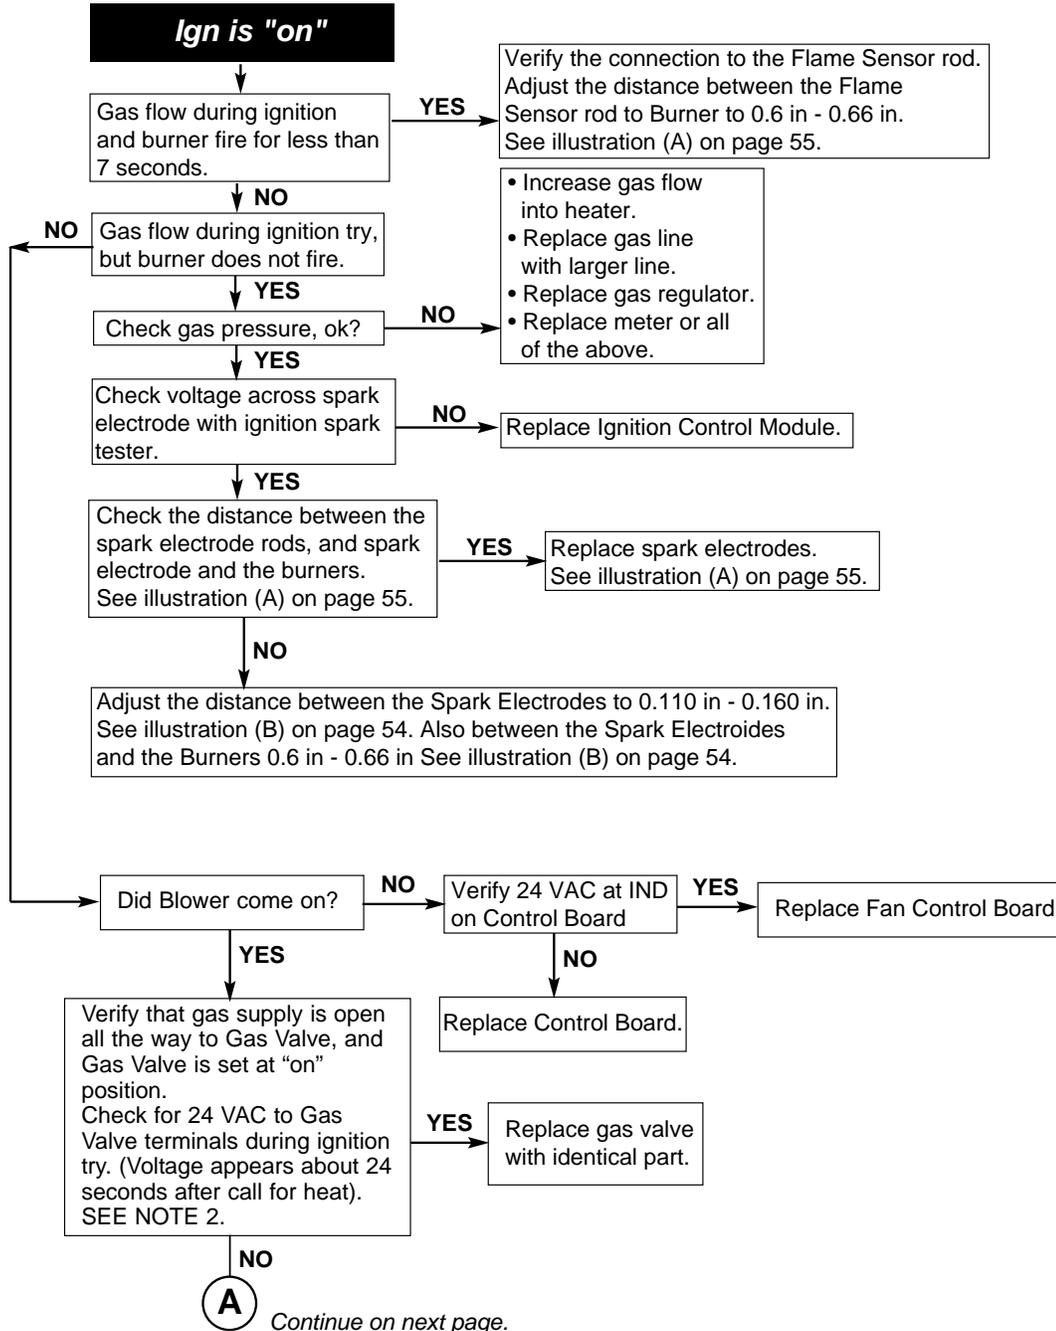 Ign is "on"
Gas flow during ignition
and burner fire for less than
7 seconds.
YES
Verify the connection to the Flame Sensor rod.
Adjust the distance between the Flame
Sensor rod to Burner to 0.6 in - 0.66 in.
See illustration (A) on page 55.
NO
NO
Gas flow during ignition try,
but burner does not fire.
YES
Check gas pressure, ok?
NO
• Increase gas flow
into heater.
• Replace gas line
with larger line.
• Replace gas regulator.
• Replace meter or all
of the above.
YES
Check voltage across spark
electrode with ignition spark
tester.
NO
Replace Ignition Control Module.
YES
Check the distance between the
spark electrode rods, and spark
electrode and the burners.
See illustration (A) on page 55.
YES
Replace spark electrodes.
See illustration (A) on page 55.
NO
Adjust the distance between the Spark Electrodes to 0.110 in - 0.160 in.
See illustration (B) on page 54. Also between the Spark Electroides
and the Burners 0.6 in - 0.66 in See illustration (B) on page 54.
Did Blower come on?
NO
Verify 24 VAC at IND
on Control Board
YES
Replace Fan Control Board
YES
NO
Replace Control Board.
Verify that gas supply is open
all the way to Gas Valve, and
Gas Valve is set at “on”
position.
Check for 24 VAC to Gas
Valve terminals during ignition
try. (Voltage appears about 24
seconds after call for heat).
SEE NOTE 2.
YES
Replace gas valve
with identical part.
NO
A
Continue on next page.